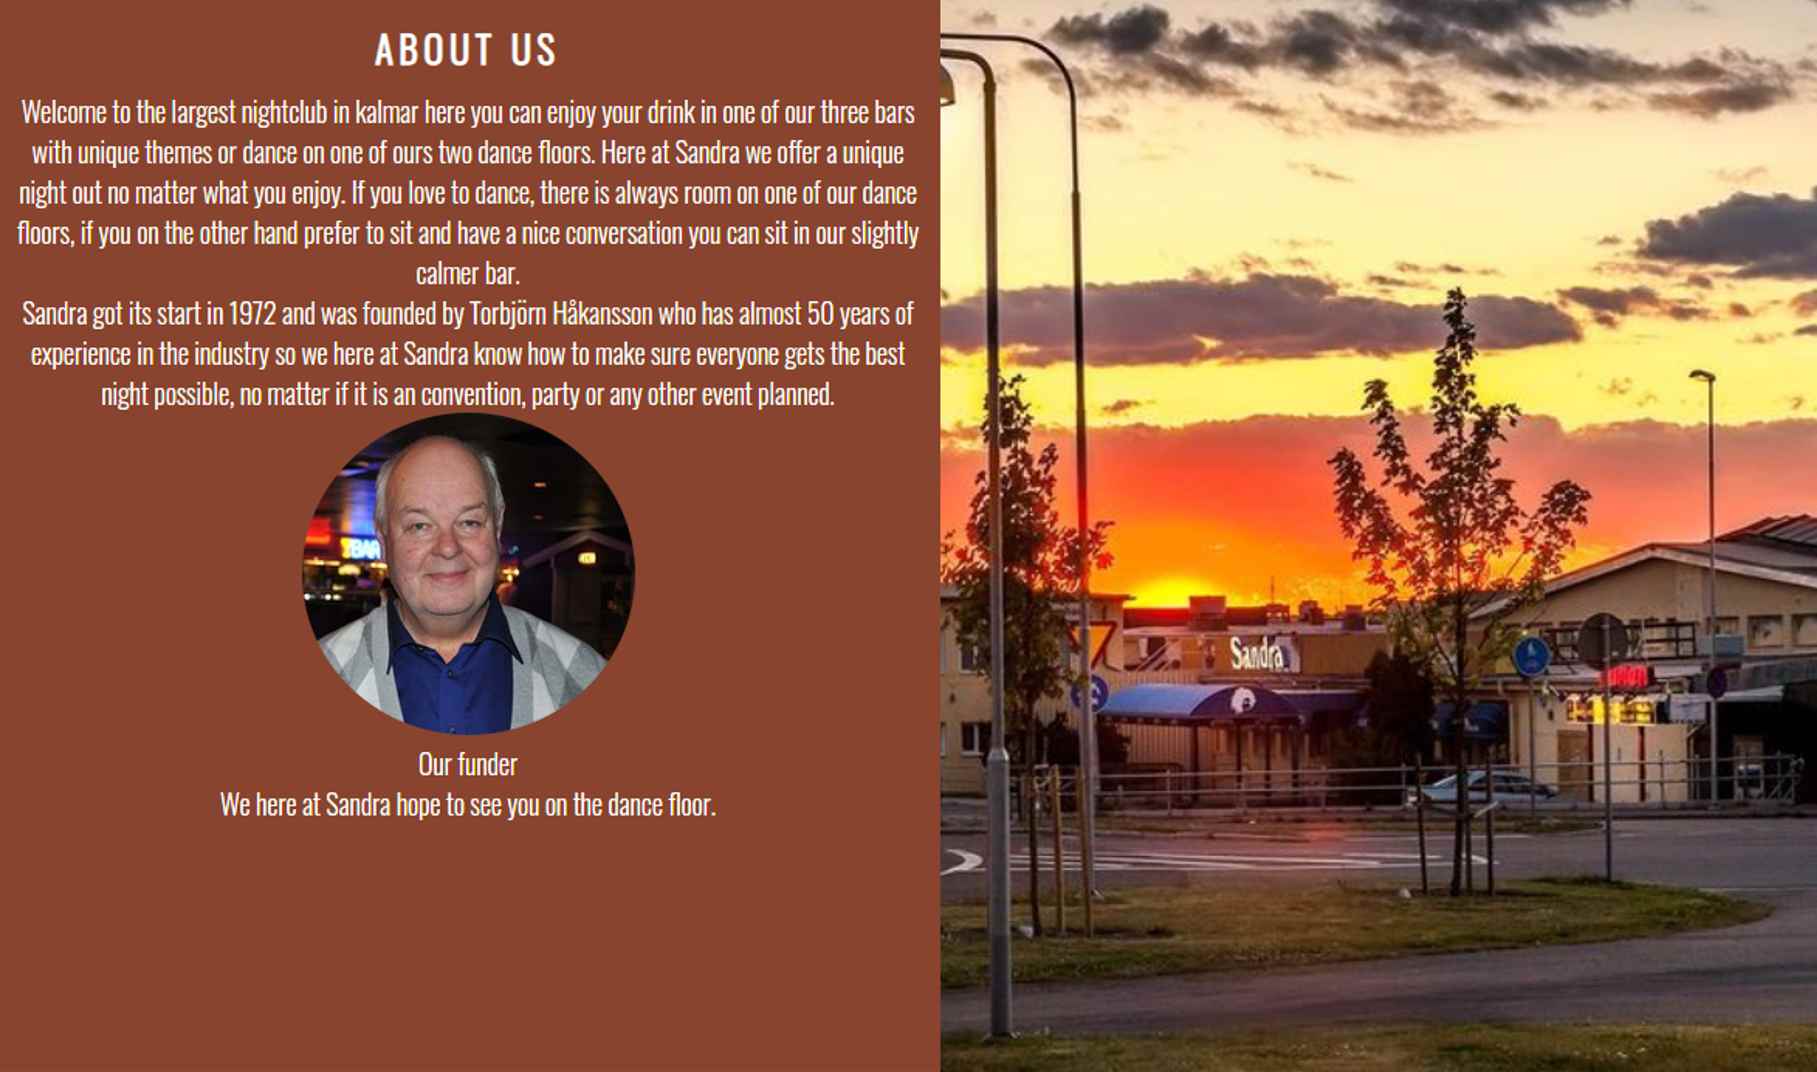 ABOUT US
Welcome to the largest nightclub in kalmar here you can enjoy your drink in one of our three bars
with unique themes or dance on one of ours two dance floors. Here at Sandra we offer a unique
night out no matter what you enjoy. If you love to dance, there is always room on one of our dance
floors, if you on the other hand prefer to sit and have a nice conversation you can sit in our slightly
calmer bar.
Sandra got its start in 1972 and was founded by Torbjörn Håkansson who has almost 50 years of
experience in the industry so we here at Sandra know how to make sure everyone gets the best
night possible, no matter if it is an convention, party or any other event planned.
BAR
Our funder
We here at Sandra hope to see you on the dance floor.
Sandra